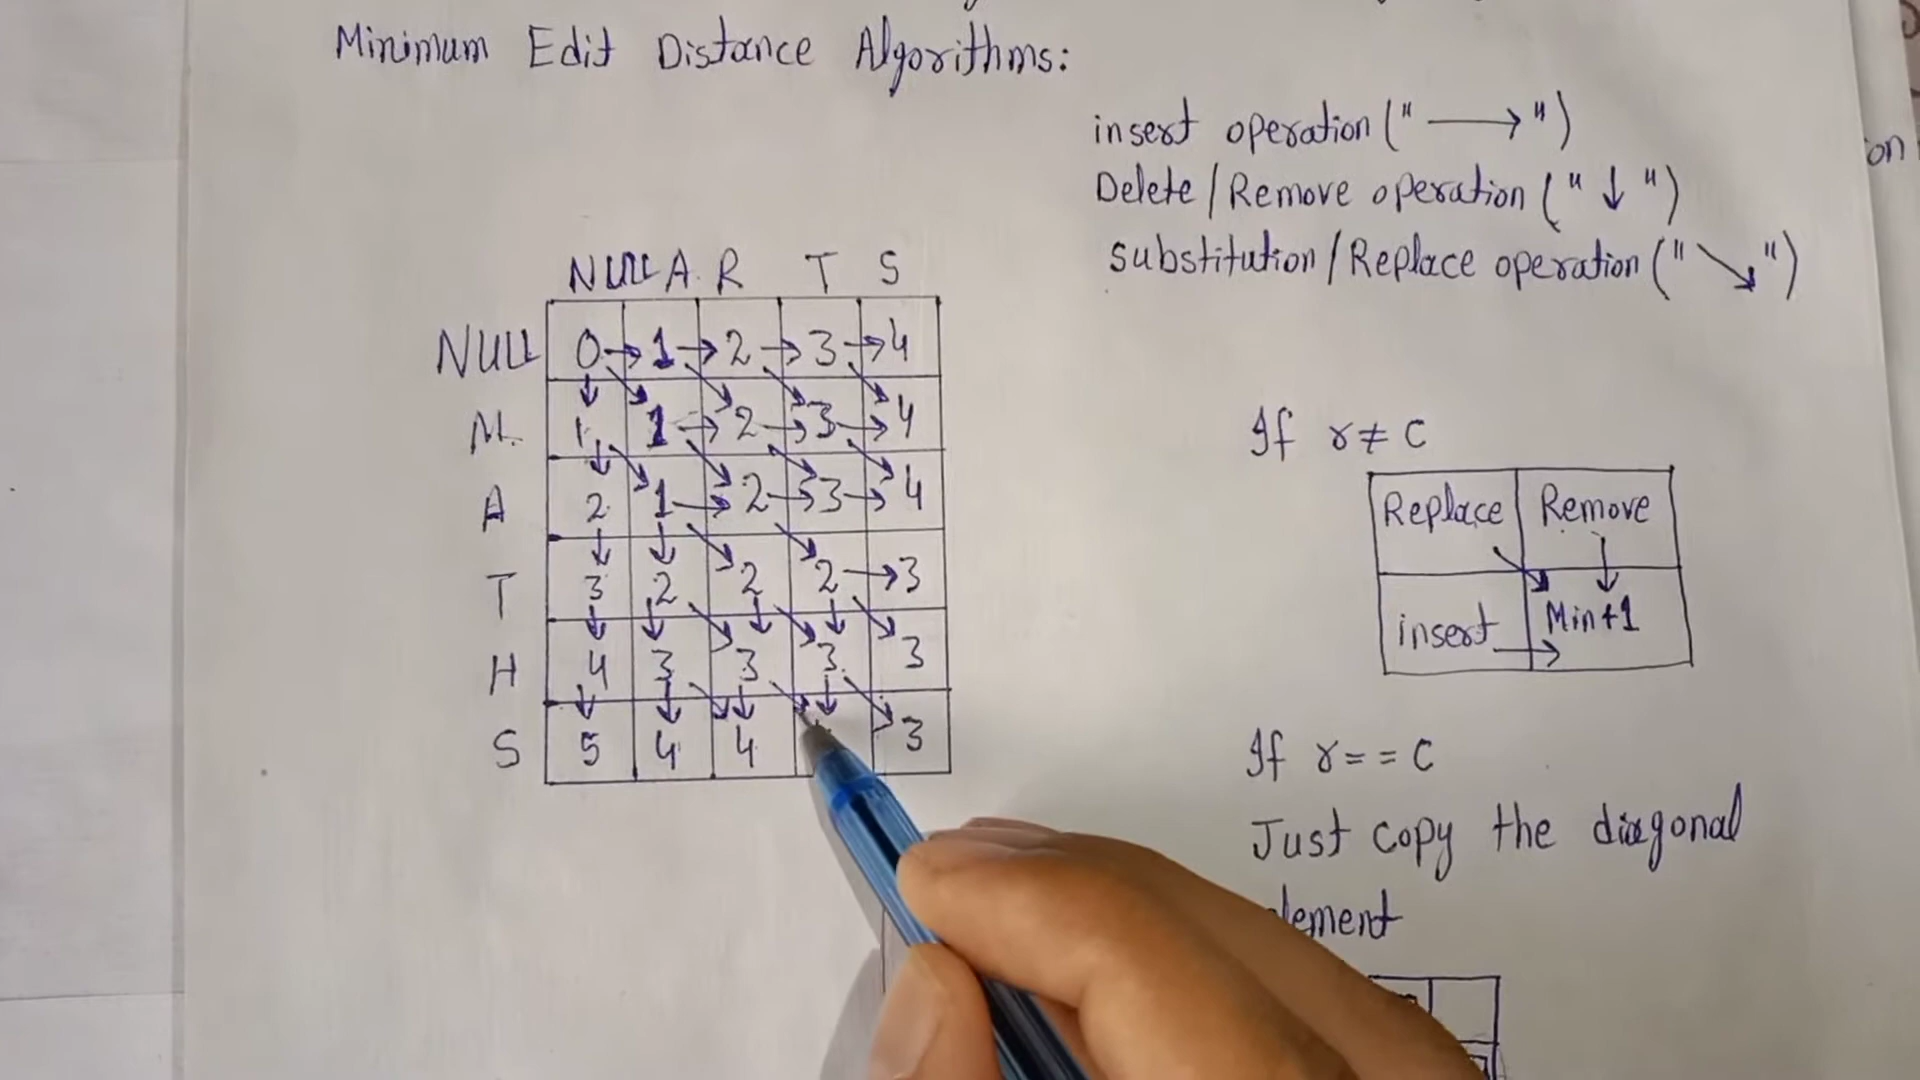 Minimum Edit Distance Algorithms:
insert operation ("→")
Delete/Remove operation ("↓")
substitution/Replace operation ("↘")
NULL A R T S
NULL 0→1→2→3→4
M 1 1→2→3→4
A 2 1→2→3→4
T 3 2 2 2→3
H 4 3 3 3 3
S 5 4 4 3
If r≠c
Replace Remove
insert Min+1
If r==c
Just copy the diagonal
lement
on